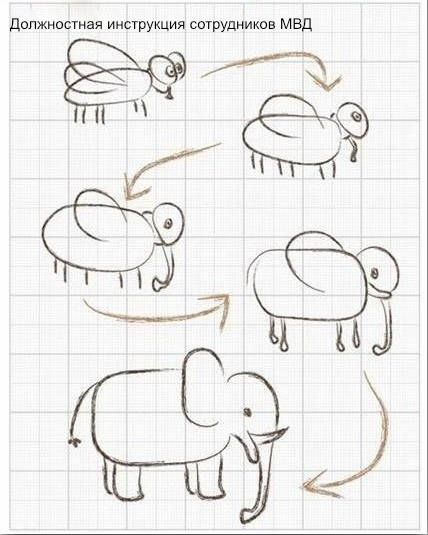 Должностная инструкция сотрудников МВД